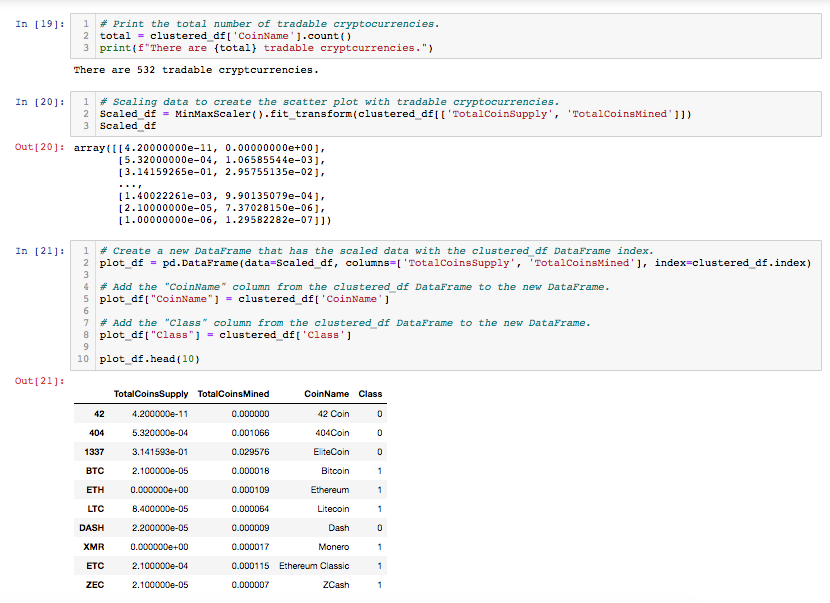 In [19]:
1 # Print the total number of tradable cryptocurrencies.
2 total = clustered_df['CoinName'].count()
3 print(f"There are {total} tradable cryptcurrencies.")
There are 532 tradable cryptcurrencies.
In [20]:
1 # Scaling data to create the scatter plot with tradable cryptocurrencies.
2 Scaled_df = MinMaxScaler().fit_transform(clustered_df[['TotalCoinSupply', 'TotalCoinsMined']])
3 Scaled_df
Out[20]: array([[4.20000000e-11, 0.00000000e+00],
[5.32000000e-04, 1.06585544e-03],
[3.14159265e-01, 2.95755135e-02],
...,
[1.40022261e-03, 9.90135079e-04],
[2.10000000e-05, 7.37028150e-06],
[1.00000000e-06, 1.29582282e-07]])
In [21]:
1 # Create a new DataFrame that has the scaled data with the clustered_df DataFrame index.
2 plot_df = pd.DataFrame(data=Scaled_df, columns=['TotalCoinsSupply', 'TotalCoinsMined'], index=clustered_df.index)
3
4 # Add the "CoinName" column from the clustered_df DataFrame to the new DataFrame.
5 plot_df["CoinName"] = clustered_df['CoinName']
6
7 # Add the "Class" column from the clustered_df DataFrame to the new DataFrame.
8 plot_df["Class"] = clustered_df['Class']
9
10 plot_df.head(10)
Out[21]:
TotalCoinsSupply TotalCoinsMined CoinName Class
42 4.200000e-11 0.000000 42 Coin 0
404 5.320000e-04 0.001066 404Coin 0
1337 3.141593e-01 0.029576 EliteCoin 0
BTC 2.100000e-05 0.000018 Bitcoin 1
ETH 0.000000e+00 0.000109 Ethereum 1
LTC 8.400000e-05 0.000064 Litecoin 1
DASH 2.200000e-05 0.000009 Dash 0
XMR 0.000000e+00 0.000017 Monero 1
ETC 2.100000e-04 0.000115 Ethereum Classic 1
ZEC 2.100000e-05 0.000007 ZCash 1